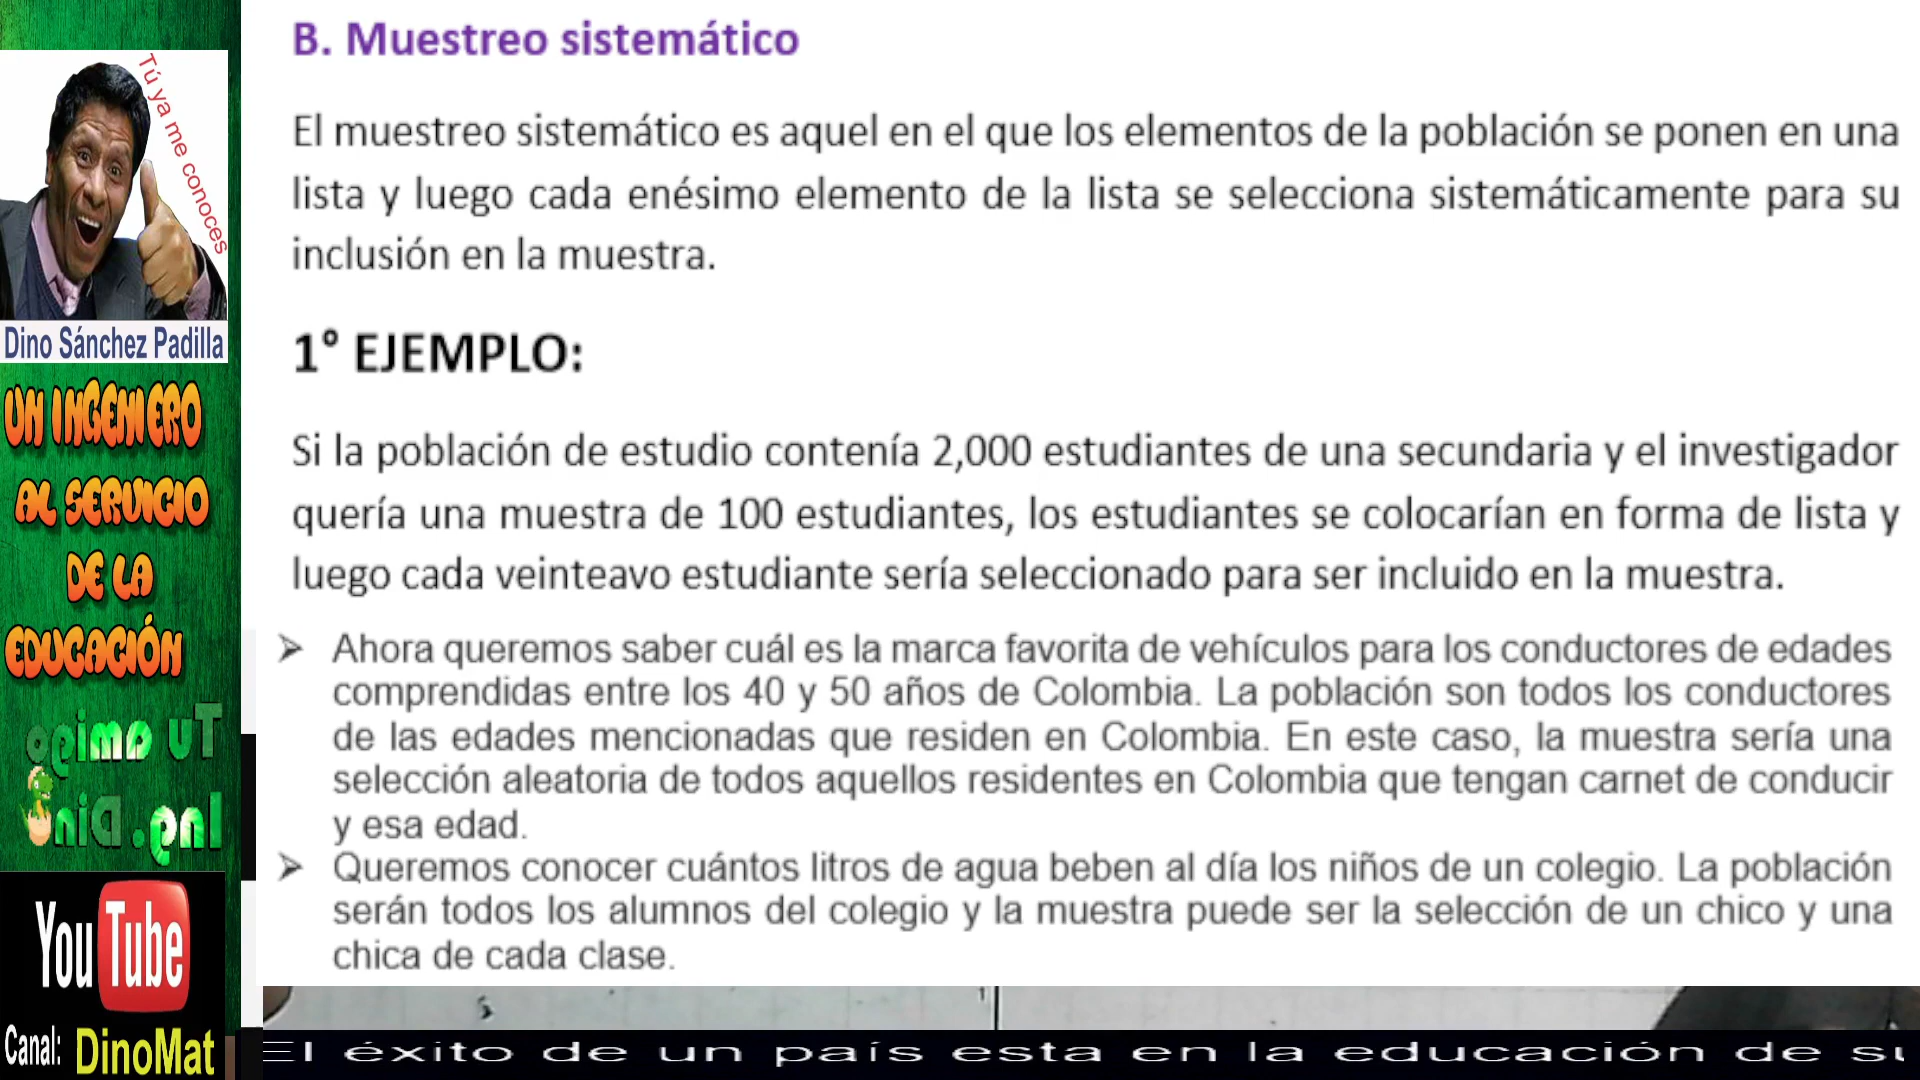 B. Muestreo sistemático
El muestreo sistemático es aquel en el que los elementos de la población se ponen en una
lista y luego cada enésimo elemento de la lista se selecciona sistemáticamente para su
inclusión en la muestra.
1° EJEMPLO:
Si la población de estudio contenía 2,000 estudiantes de una secundaria y el investigador
quería una muestra de 100 estudiantes, los estudiantes se colocarían en forma de lista y
luego cada veinteavo estudiante sería seleccionado para ser incluido en la muestra.
➢ Ahora queremos saber cuál es la marca favorita de vehículos para los conductores de edades
comprendidas entre los 40 y 50 años de Colombia. La población son todos los conductores
de las edades mencionadas que residen en Colombia. En este caso, la muestra sería una
selección aleatoria de todos aquellos residentes en Colombia que tengan carnet de conducir
y esa edad.
➢ Queremos conocer cuántos litros de agua beben al día los niños de un colegio. La población
serán todos los alumnos del colegio y la muestra puede ser la selección de un chico y una
chica de cada clase.
Tú ya me conoces
Dino Sánchez Padilla
UN INGENIERO
AL SERVICIO
DE LA
EDUCACIÓN
Tu amigo
Ing. Dino
YouTube
Canal: DinoMat
El éxito de un país esta en la educación de su